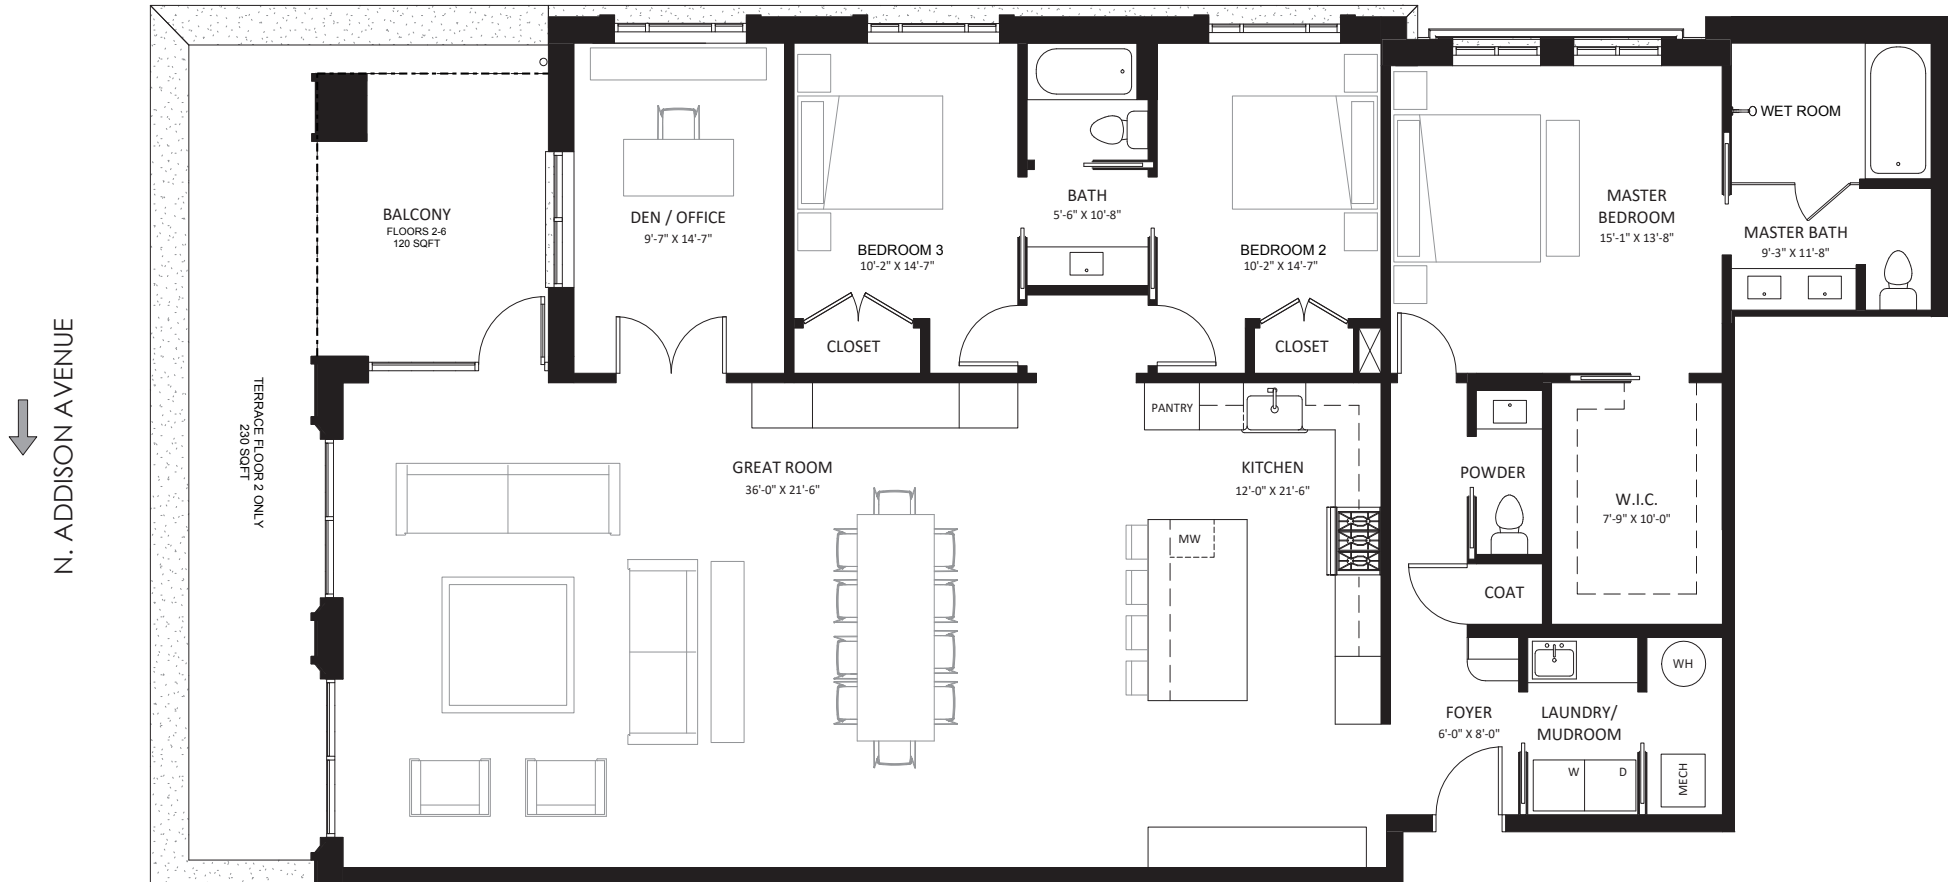 N. ADDISON AVENUE
TERRACE FLOOR 2 ONLY
230 SQFT
BALCONY
FLOORS 2-6
120 SQFT
DEN / OFFICE
9'-7" X 14'-7"
BEDROOM 3
10'-2" X 14'-7"
CLOSET
BATH
5'-6" X 10'-8"
BEDROOM 2
10'-2" X 14'-7"
CLOSET
MASTER
BEDROOM
15'-1" X 13'-8"
WET ROOM
MASTER BATH
9'-3" X 11'-8"
GREAT ROOM
36'-0" X 21'-6"
PANTRY
KITCHEN
12'-0" X 21'-6"
MW
POWDER
W.I.C.
7'-9" X 10'-0"
COAT
FOYER
6'-0" X 8'-0"
LAUNDRY/
MUDROOM
W
D
WH
MECH